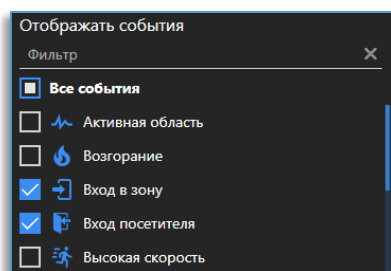 Отображать события
Фильтр
Все события
Активная область
Возгорание
Вход в зону
Вход посетителя
Высокая скорость